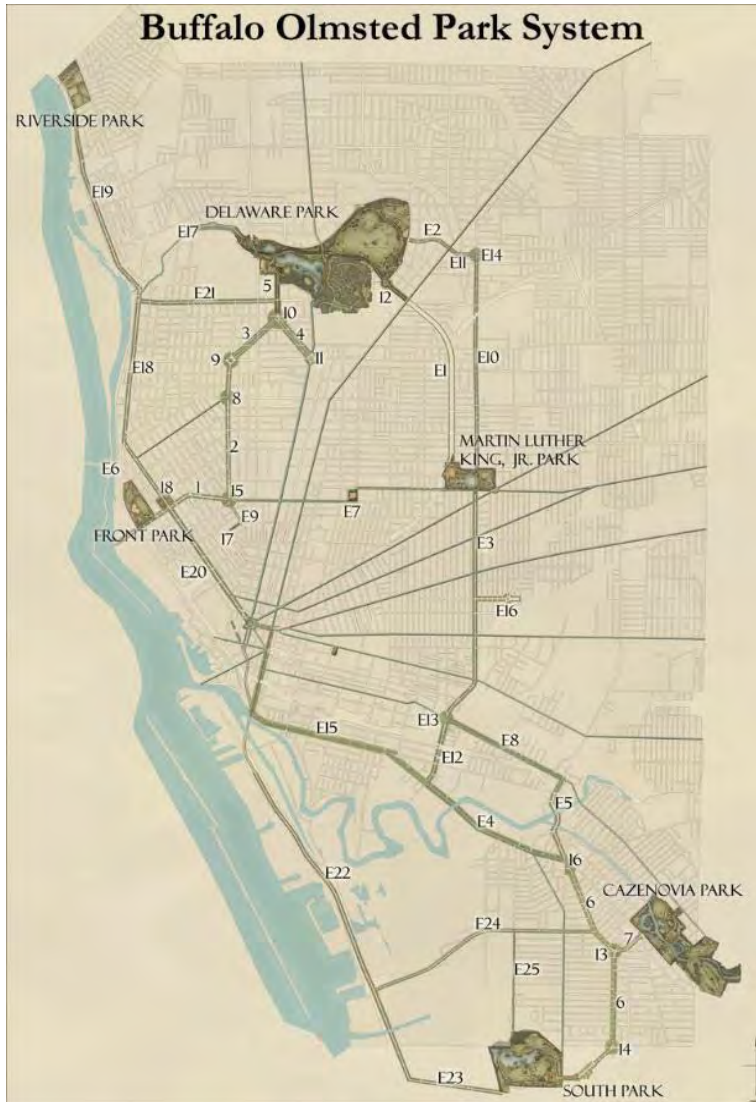 Buffalo Olmsted Park System
RIVERSIDE PARK
E19
DELAWARE PARK
E17
E2
E11
E14
5
12
E21
10
3
4
E1
9
11
E18
E10
8
2
MARTIN LUTHER
KING, JR. PARK
E6
18
1
15
E7
E9
FRONT PARK
17
E3
E20
E16
E13
E15
E8
E12
E5
E4
16
CAZENOVIA PARK
E22
6
E24
7
13
E25
6
14
E23
SOUTH PARK